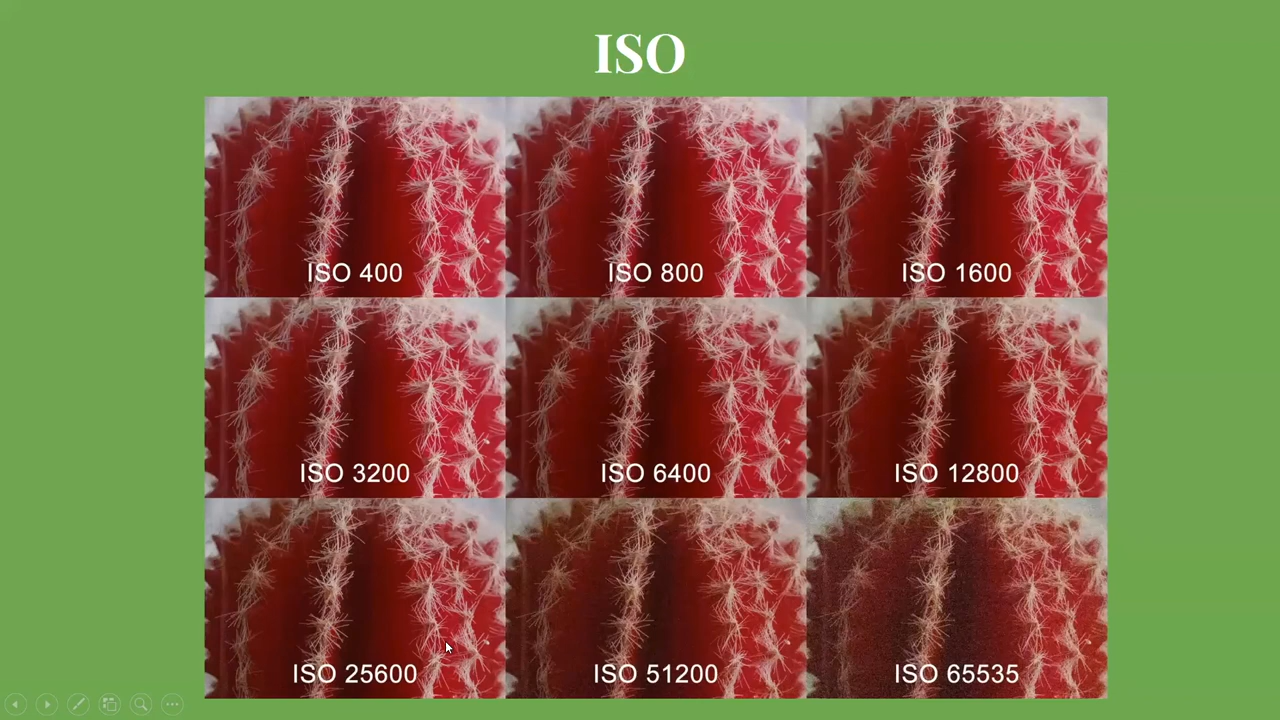 ISO
ISO 400
ISO 800
ISO 1600
ISO 3200
ISO 6400
ISO 12800
ISO 25600
ISO 51200
ISO 65535